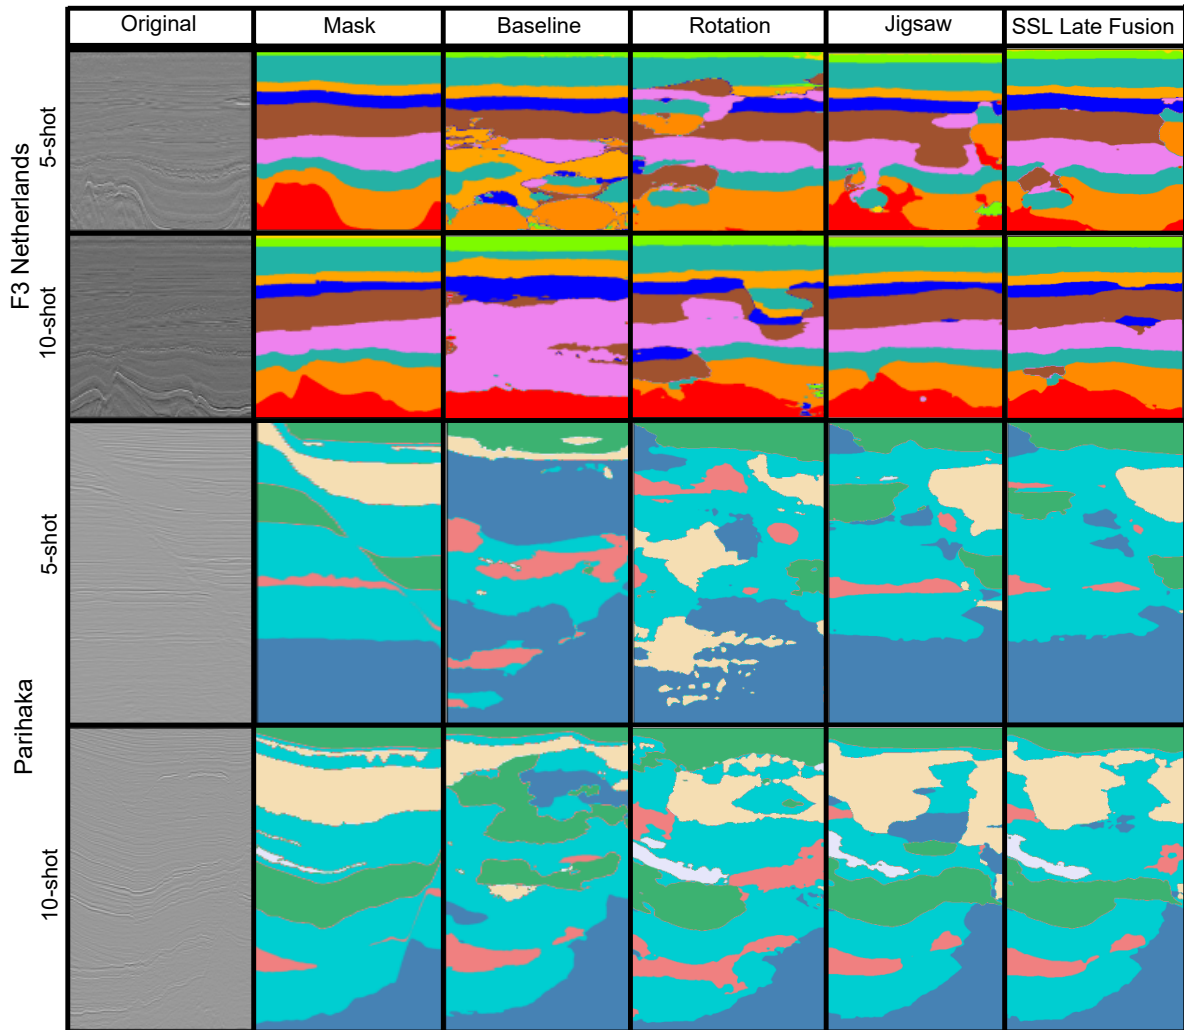 Original Mask Baseline Rotation Jigsaw SSL Late Fusion
F3 Netherlands
5-shot
10-shot
Parihaka
5-shot
10-shot